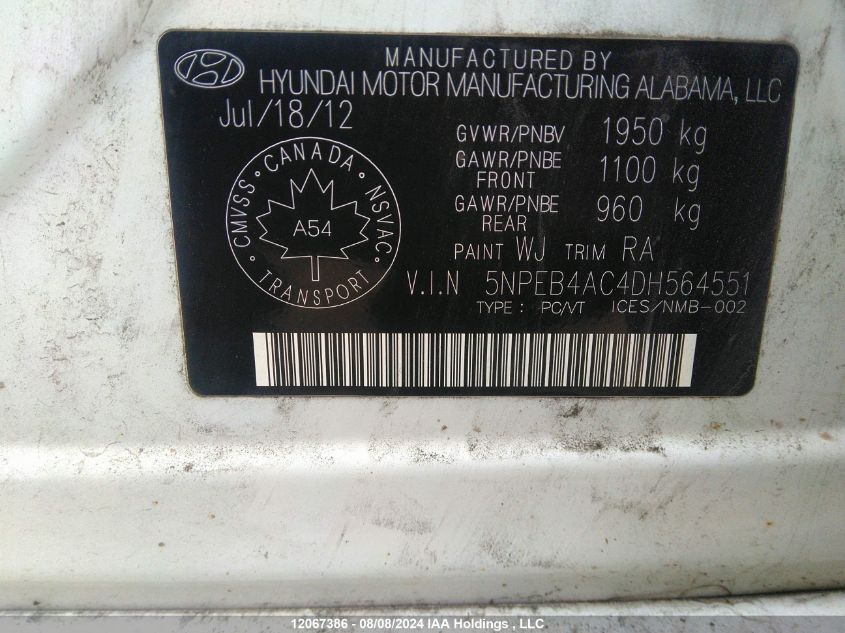 MANUFACTURED BY
HYUNDAI MOTOR MANUFACTURING ALABAMA, LLC
Jul/18/12
GVWR/PNBV 1950 kg
GAWR/PNBE FRONT 1100 kg
GAWR/PNBE REAR 960 kg
CANADA
CMVSS NSVAC
A54
TRANSPORT
PAINT WJ TRIM RA
V.I.N 5NPEB4AC4DH564551
TYPE : PC/VT ICES/NMB-002
12067386 - 08/08/2024 IAA Holdings , LLC